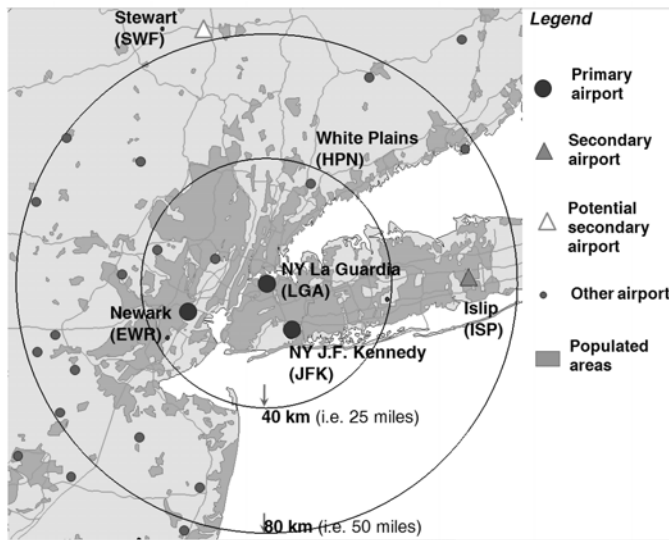 Stewart
(SWF)
White Plains
(HPN)
NY La Guardia
(LGA)
Newark
(EWR)
NY J.F. Kennedy
(JFK)
Islip
(ISP)
40 km (i.e. 25 miles)
80 km (i.e. 50 miles)
Legend
Primary
airport
Secondary
airport
Potential
secondary
airport
Other airport
Populated
areas